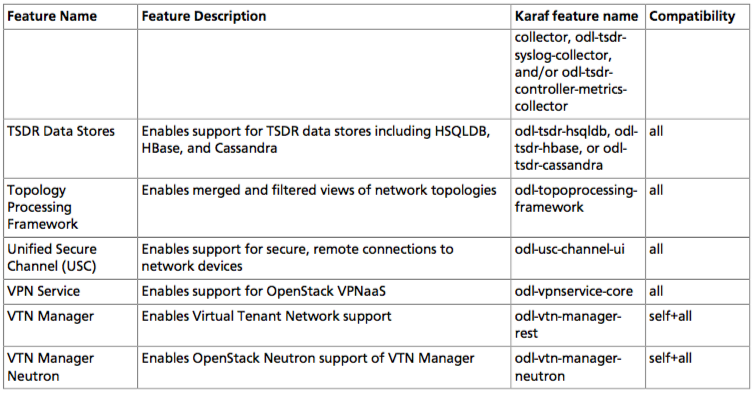 Feature Name Feature Description Karaf feature name Compatibility
collector, odl-tsdr-
syslog-collector,
and/or odl-tsdr-
controller-metrics-
collector
TSDR Data Stores Enables support for TSDR data stores including HSQLDB, odl-tsdr-hsqldb, odl- all
HBase, and Cassandra tsdr-hbase, or odl-
tsdr-cassandra
Topology Enables merged and filtered views of network topologies odl-topoprocessing- all
Processing framework
Framework
Unified Secure Enables support for secure, remote connections to odl-usc-channel-ui all
Channel (USC) network devices
VPN Service Enables support for OpenStack VPNaaS odl-vpnservice-core all
VTN Manager Enables Virtual Tenant Network support odl-vtn-manager- self+all
rest
VTN Manager Enables OpenStack Neutron support of VTN Manager odl-vtn-manager- self+all
Neutron neutron